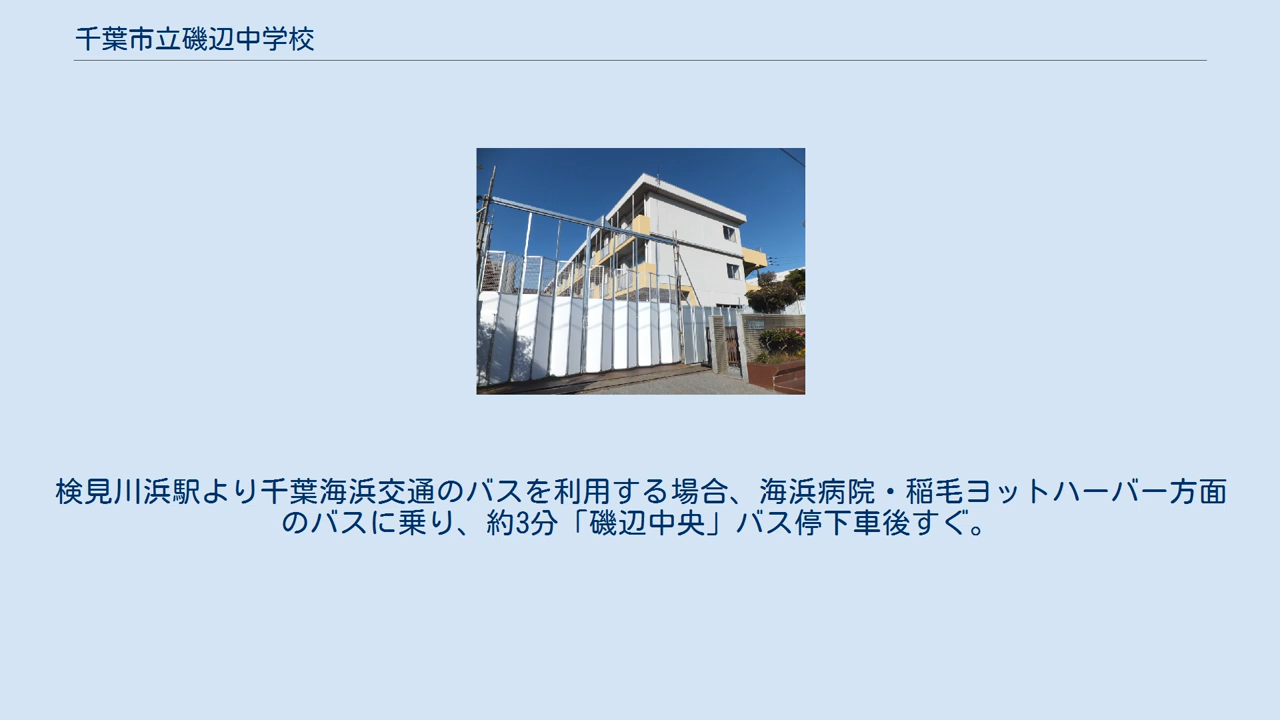 千葉市立磯辺中学校
検見川浜駅より千葉海浜交通のバスを利用する場合、海浜病院・稲毛ヨットハーバー方面
のバスに乗り、約3分「磯辺中央」バス停下車後すぐ。